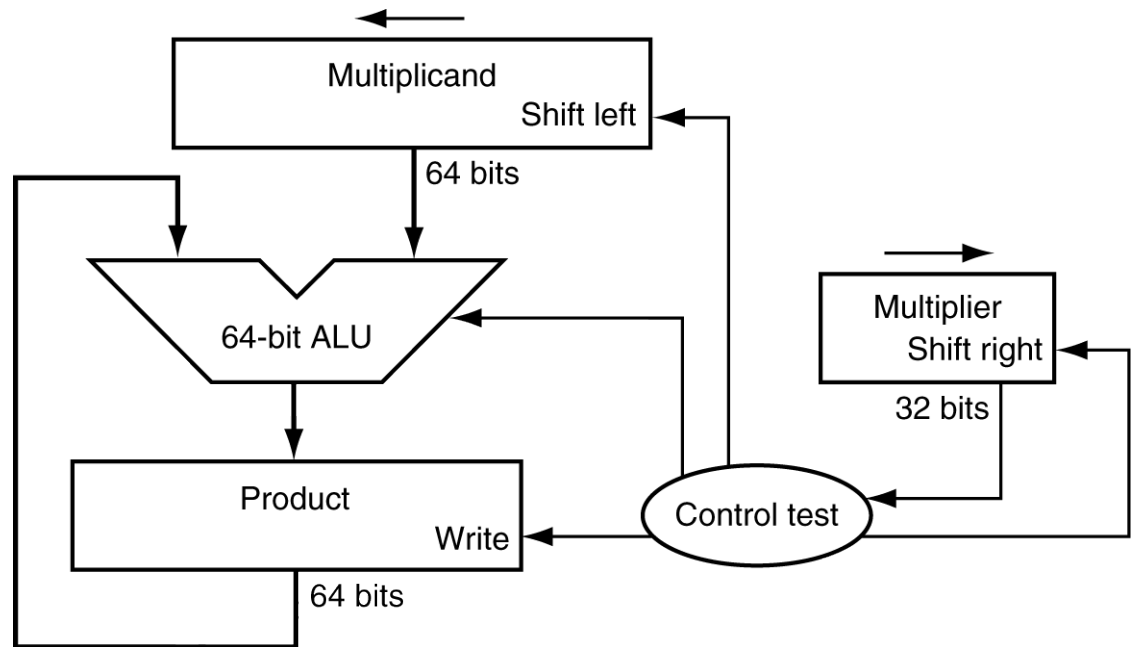 Multiplicand
Shift left
64 bits
64-bit ALU
Multiplier
Shift right
32 bits
Product
Write
Control test
64 bits